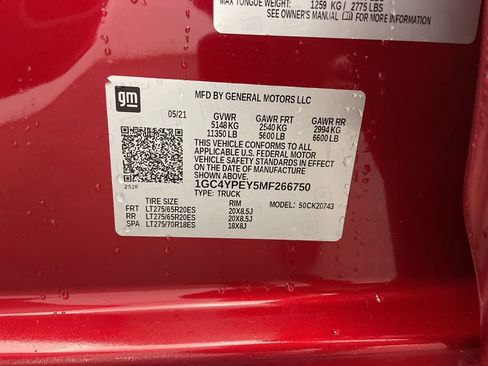 MAX TONGUE WEIGHT: 1259 KG / 2775 LBS
SEE OWNER'S MANUAL FOR MORE INFORMATION
gm
MFD BY GENERAL MOTORS LLC
05/21 GVWR GAWR FRT GAWR RR
5148 KG 2540 KG 2994 KG
11350 LB 5600 LB 6600 LB
THIS VEHICLE CONFORMS TO ALL
APPLICABLE U.S. FEDERAL MOTOR
VEHICLE SAFETY STANDARDS IN EFFECT
ON THE DATE OF MANUFACTURE SHOWN ABOVE.
252F
1GC4YPEY5MF266750
TYPE: TRUCK
TIRE SIZE RIM MODEL: 50CK20743
FRT LT275/65R20ES 20X8.5J
RR LT275/65R20ES 20X8.5J
SPA LT275/70R18ES 18X8J